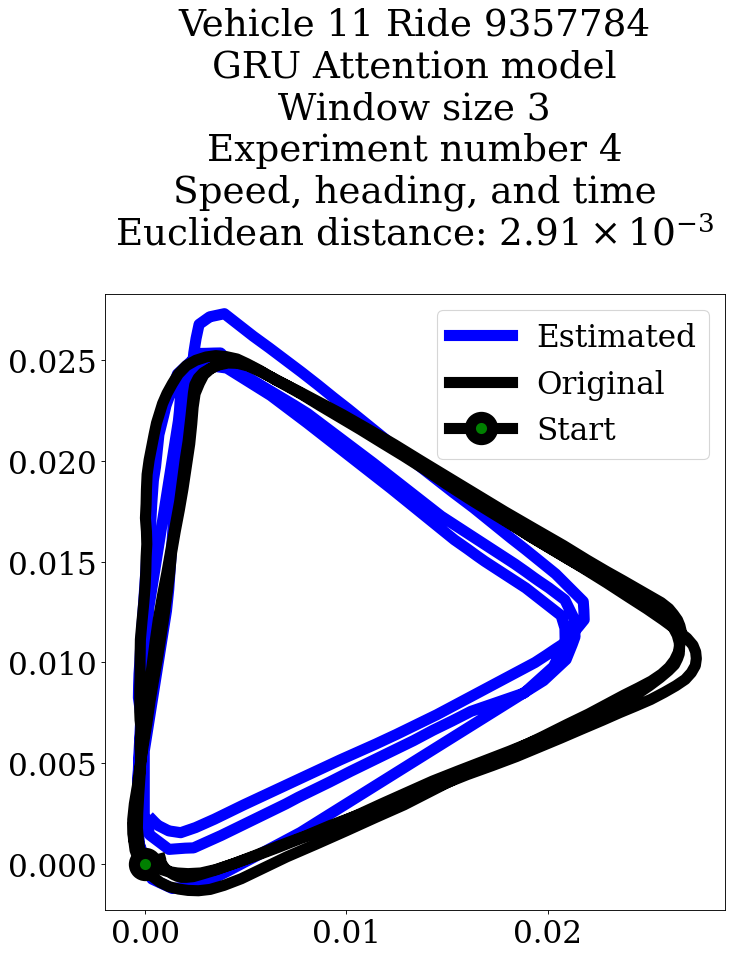 Vehicle 11 Ride 9357784
GRU Attention model
Window size 3
Experiment number 4
Speed, heading, and time
Euclidean distance: 2.91 × 10⁻³
Estimated
Original
Start
0.025
0.020
0.015
0.010
0.005
0.000
0.00 0.01 0.02